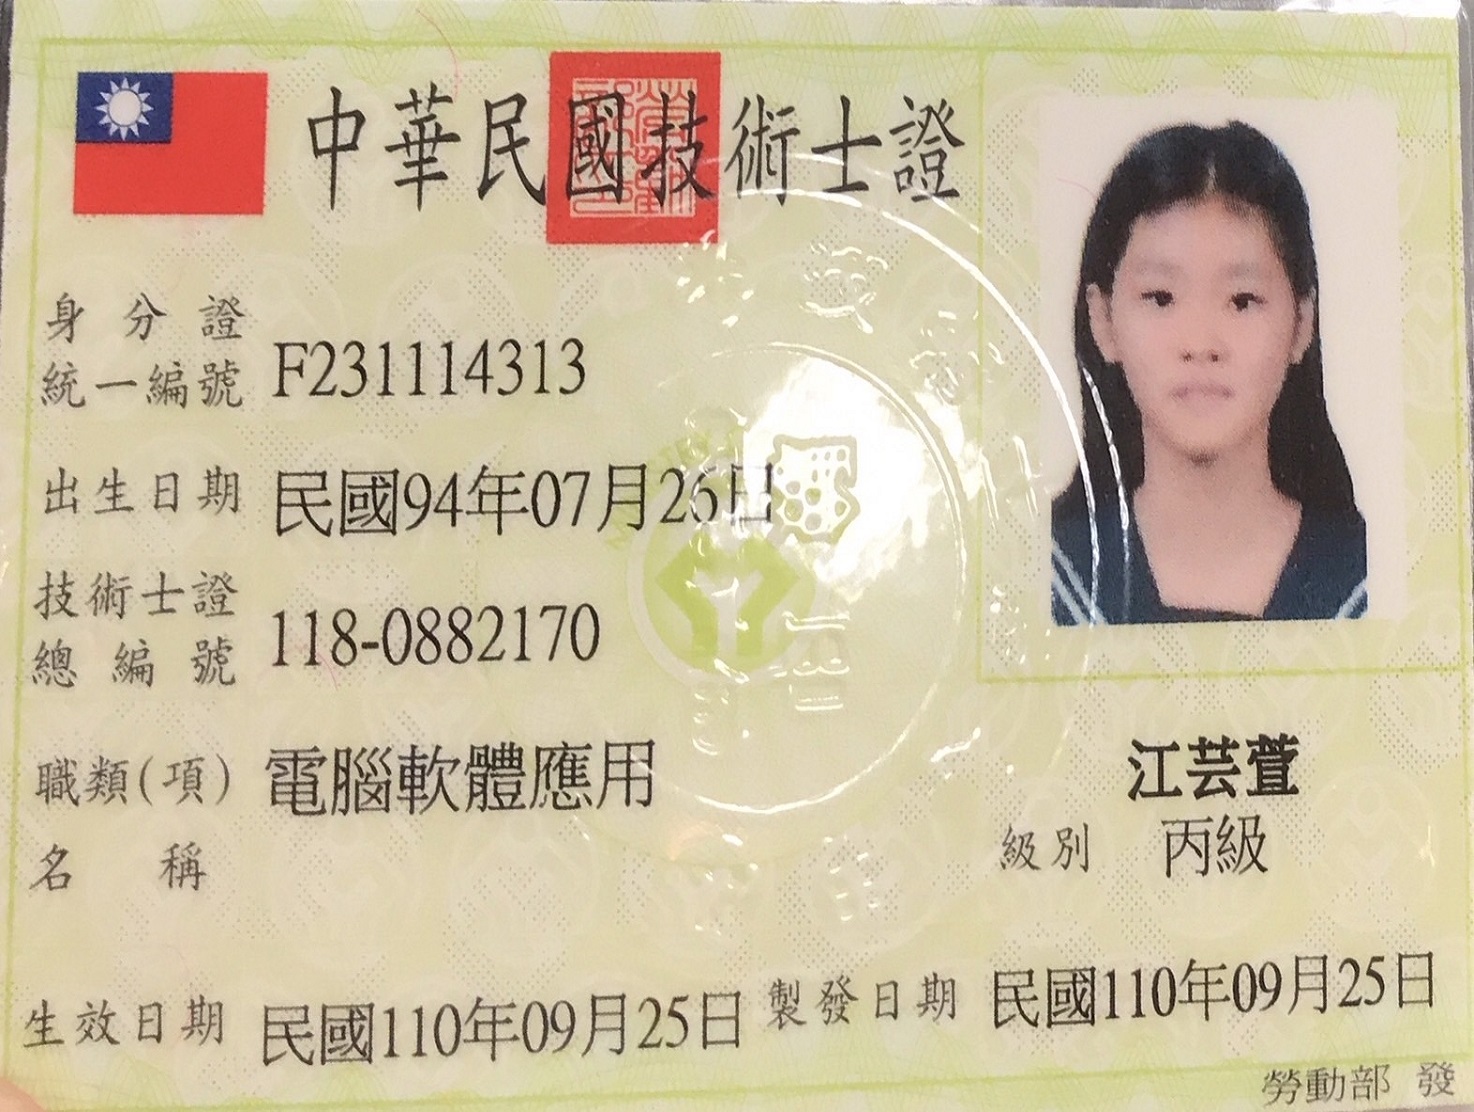 中華民國技術士證
身分證
統一編號 F231114313
出生日期 民國94年07月26日
技術士證
總編號 118-0882170
職類(項) 電腦軟體應用
名稱
江芸萱
級別 丙級
生效日期 民國110年09月25日
製發日期 民國110年09月25日
勞動部 發